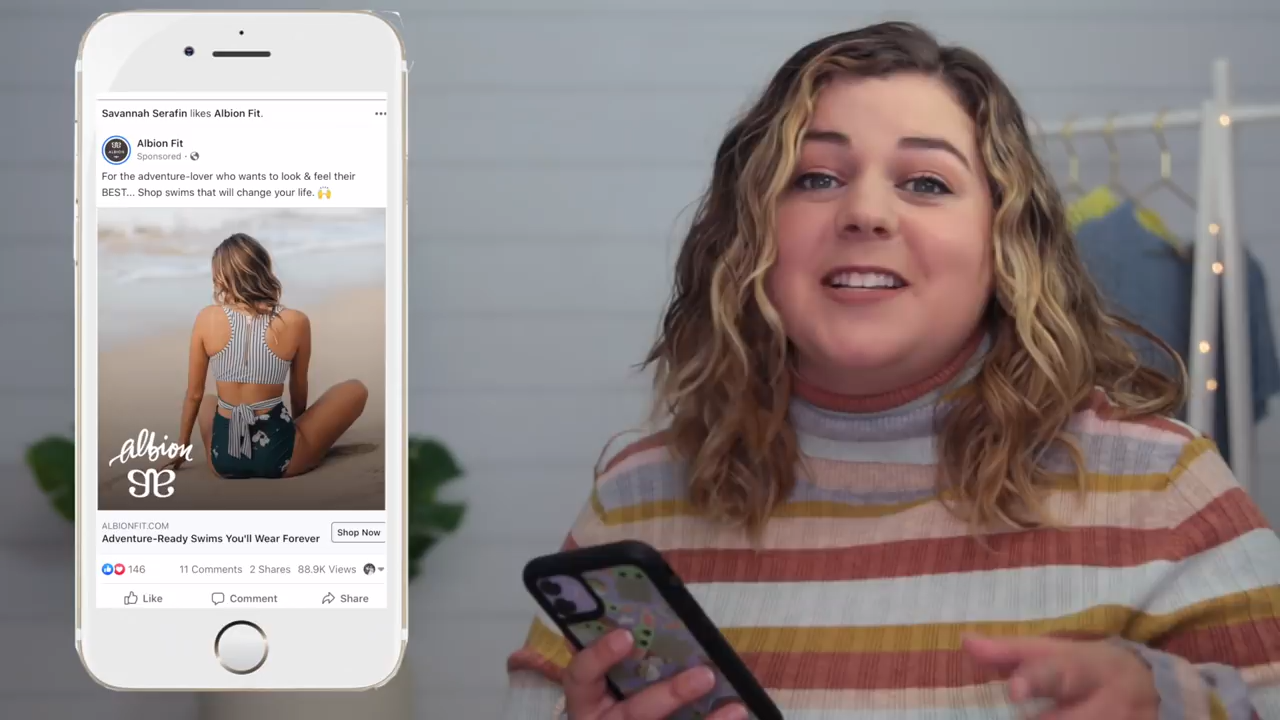 Savannah Serafin likes Albion Fit.
Albion Fit
Sponsored ·
For the adventure-lover who wants to look & feel their
BEST... Shop swims that will change your life. 🙌
albion
ALBIONFIT.COM
Adventure-Ready Swims You'll Wear Forever
Shop Now
146 11 Comments 2 Shares 88.9K Views
Like Comment Share